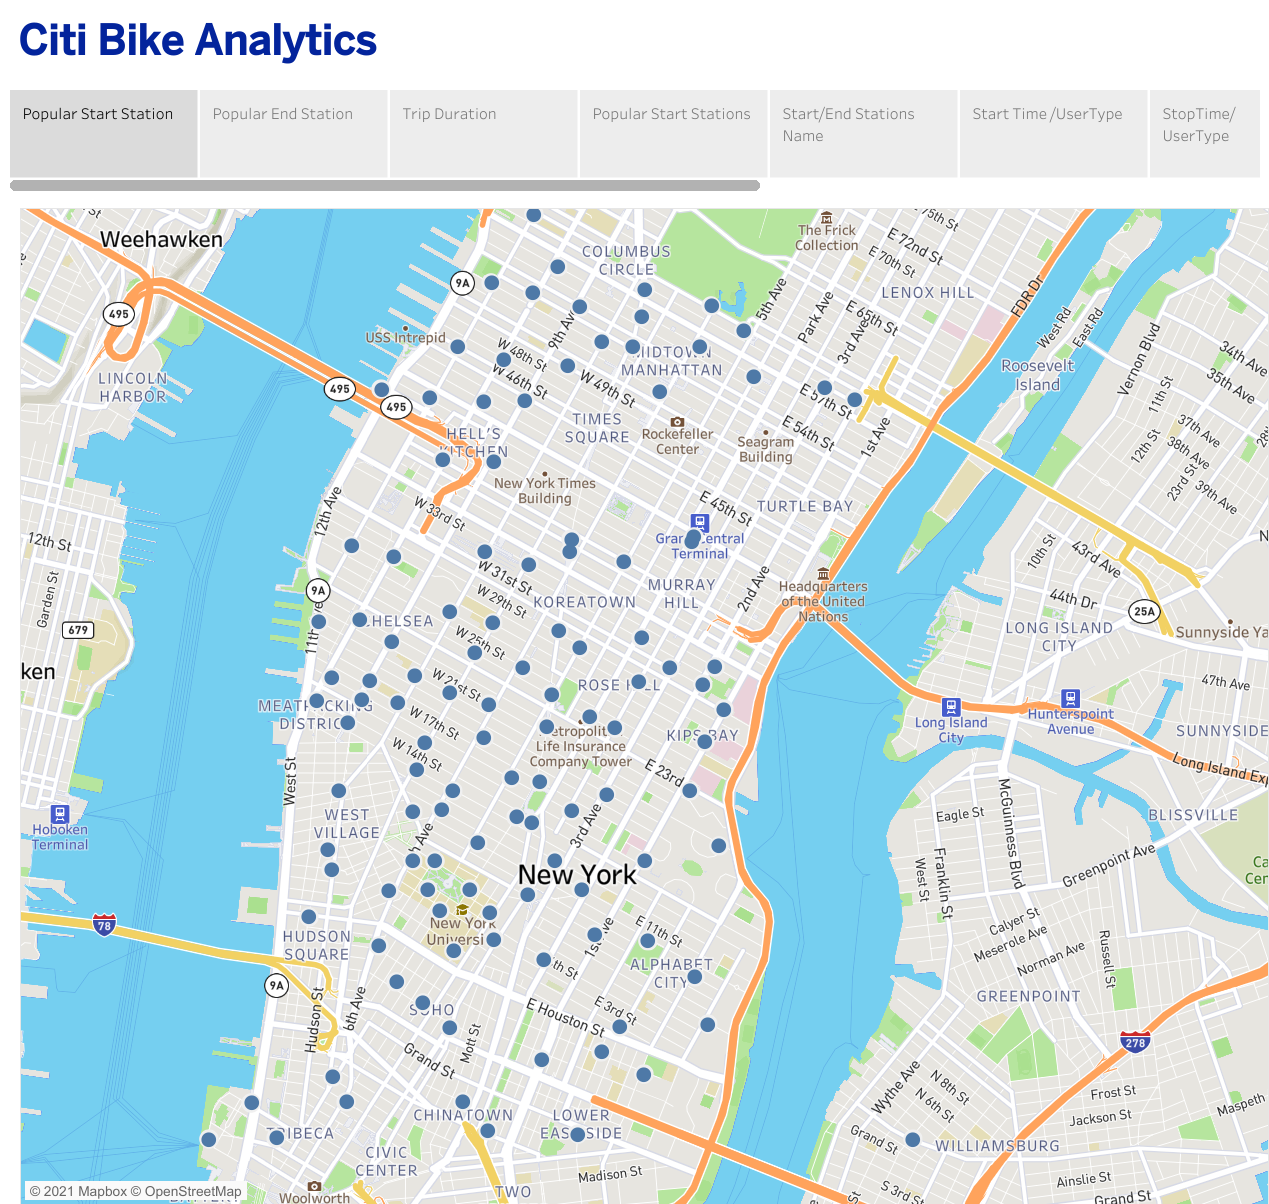 Citi Bike Analytics
Popular Start Station
Popular End Station
Trip Duration
Popular Start Stations
Start/End Stations
Name
Start Time /UserType
StopTime/
UserType
Weehawken
COLUMBUS
CIRCLE
The Frick
Collection
E 72nd St
E 70th St
LENOX HILL
9A
495
5th Ave
Park Ave
E 65th St
3rd Ave
FDR Dr
West Rd
East Rd
Vernon Blvd
34th Ave
35th Ave
USS Intrepid
W 48th St
W 46th St
W 49th St
MIDTOWN
MANHATTAN
Roosevelt
Island
LINCOLN
HARBOR
495
495
11th St
37th Ave
38th Ave
39th Ave
12th St
23rd St
TIMES
SQUARE
Rockefeller
Center
E 57th St
E 54th St
1st Ave
Seagram
Building
HELL'S
KITCHEN
New York Times
Building
12th Ave
W 33rd St
E 45th St
TURTLE BAY
Grand Central
Terminal
12th St
Garden St
W 31st St
W 29th St
KOREATOWN
MURRAY
HILL
2nd Ave
Headquarters
of the United
Nations
10th St
43rd Ave
44th Dr
25A
9A
679
LONG ISLAND
CITY
Sunnyside Ya
CHELSEA
W 25th St
W 21st St
ROSE HILL
ken
MEATPACKING
DISTRICT
W 17th St
W 14th St
47th Ave
Long Island
City
Hunterspoint
Avenue
SUNNYSIDE
Life Insurance
Company Tower
KIPS BAY
E 23rd
Long Island Exp
West St
WEST
VILLAGE
3rd Ave
Hoboken
Terminal
McGuinness Blvd
Eagle St
BLISSVILLE
Greenpoint Ave
Franklin St
West St
New York
Calyer St
Meserole Ave
Norman Ave
Russell St
78
New York
Universi
HUDSON
SQUARE
E 11th St
ALPHABET
CITY
GREENPOINT
9A
Hudson St
6th Ave
SOHO
E Houston St
E 3rd St
Mott St
Grand St
278
Wythe Ave
N 8th St
N 6th St
Frost St
Jackson St
Maspeth
CHINATOWN
LOWER
EAST SIDE
TRIBECA
CIVIC
CENTER
Grand St
WILLIAMSBURG
Madison St
Ainslie St
S 3rd St
Grand St
TWO
Woolworth
© 2021 Mapbox © OpenStreetMap